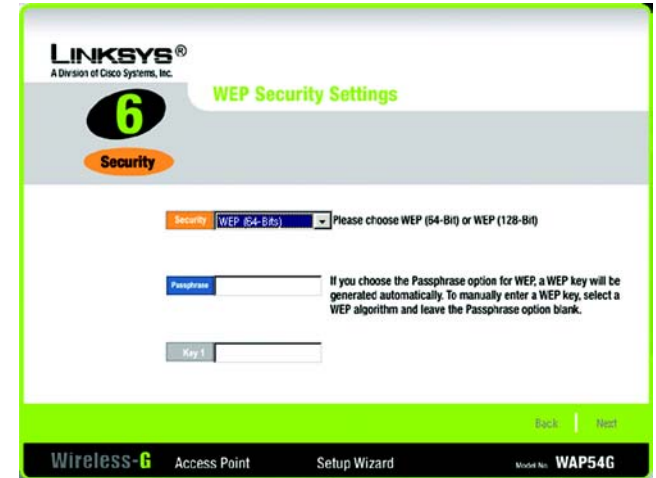 LINKSYS®
A Division of Cisco Systems, Inc.
WEP Security Settings
6
Security
Security WEP (64-Bits) Please choose WEP (64-Bit) or WEP (128-Bit)
Passphrase
If you choose the Passphrase option for WEP, a WEP key will be
generated automatically. To manually enter a WEP key, select a
WEP algorithm and leave the Passphrase option blank.
Key 1
Back Next
Wireless-G Access Point Setup Wizard Model No. WAP54G